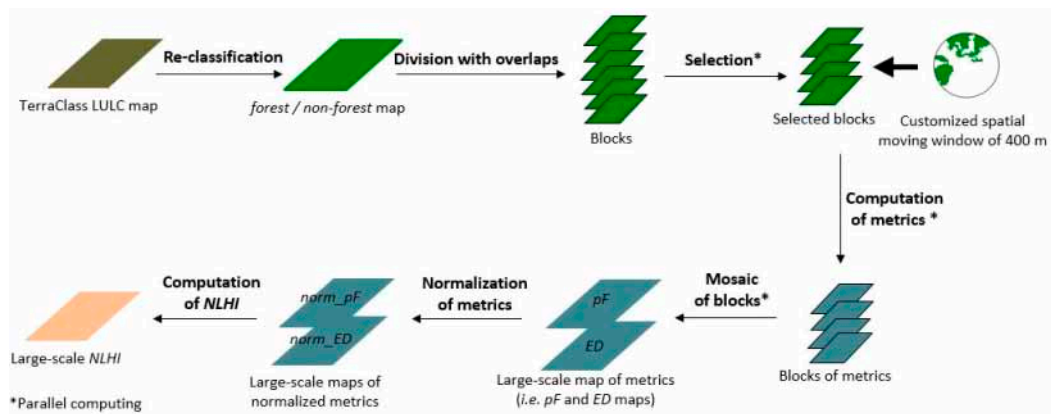 Re-classification
TerraClass LULC map
Division with overlaps
forest / non-forest map
Blocks
Selection*
Selected blocks
Customized spatial
moving window of 400 m
Computation
of metrics *
Blocks of metrics
Mosaic
of blocks*
pF
ED
Large-scale map of metrics
(i.e. pF and ED maps)
Normalization
of metrics
norm_pF
norm_ED
Large-scale maps of
normalized metrics
Computation
of NLHI
Large-scale NLHI
*Parallel computing